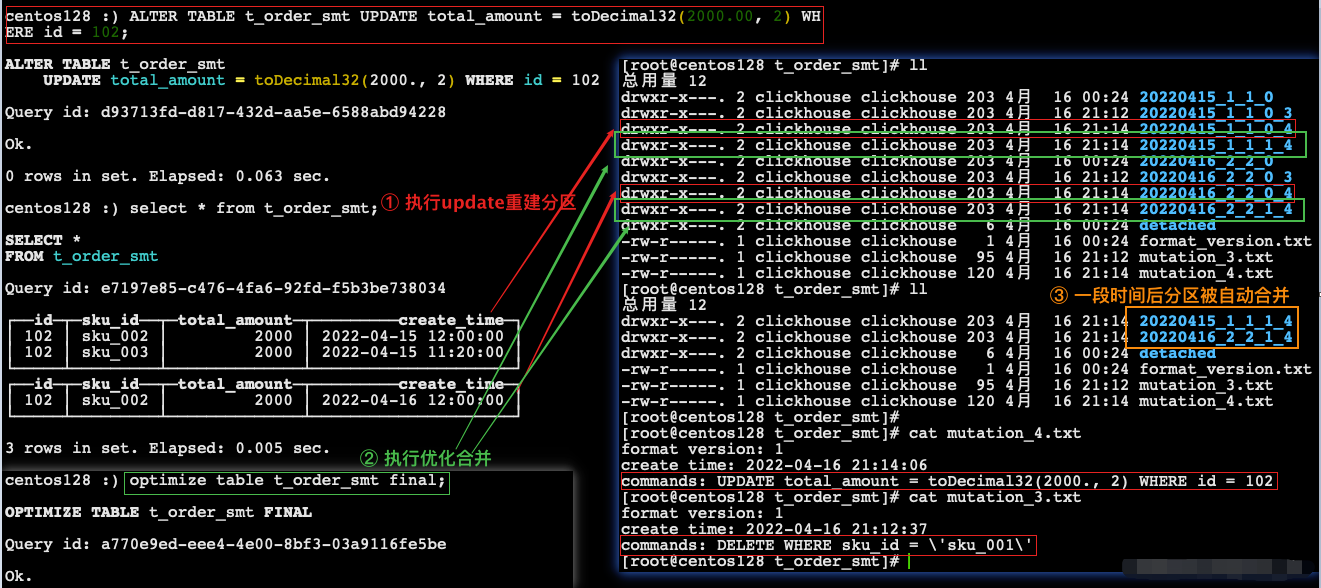 centos128 :) ALTER TABLE t_order_smt UPDATE total_amount = toDecimal32(2000.00, 2) WH
ERE id = 102;
ALTER TABLE t_order_smt
UPDATE total_amount = toDecimal32(2000., 2) WHERE id = 102
Query id: d93713fd-d817-432d-aa5e-6588abd94228
Ok.
0 rows in set. Elapsed: 0.063 sec.
centos128 :) select * from t_order_smt;
① 执行update重建分区
SELECT *
FROM t_order_smt
Query id: e7197e85-c476-4fa6-92fd-f5b3be738034
id sku_id total_amount create_time
102 sku_002 2000 2022-04-15 12:00:00
102 sku_003 2000 2022-04-15 11:20:00
id sku_id total_amount create_time
102 sku_002 2000 2022-04-16 12:00:00
3 rows in set. Elapsed: 0.005 sec.
② 执行优化合并
centos128 :) optimize table t_order_smt final;
OPTIMIZE TABLE t_order_smt FINAL
Query id: a770e9ed-eee4-4e00-8bf3-03a9116fe5be
Ok.
[root@centos128 t_order_smt]# ll
总用量 12
drwxr-x---. 2 clickhouse clickhouse 203 4月 16 00:24 20220415_1_1_0
drwxr-x---. 2 clickhouse clickhouse 203 4月 16 21:12 20220415_1_1_0_3
drwxr-x---. 2 clickhouse clickhouse 203 4月 16 21:14 20220415_1_1_0_4
drwxr-x---. 2 clickhouse clickhouse 203 4月 16 21:14 20220415_1_1_1_4
drwxr-x---. 2 clickhouse clickhouse 203 4月 16 00:24 20220416_2_2_0
drwxr-x---. 2 clickhouse clickhouse 203 4月 16 21:12 20220416_2_2_0_3
drwxr-x---. 2 clickhouse clickhouse 203 4月 16 21:14 20220416_2_2_0_4
drwxr-x---. 2 clickhouse clickhouse 203 4月 16 21:14 20220416_2_2_1_4
drwxr-x---. 2 clickhouse clickhouse 6 4月 16 00:24 detached
-rw-r-----. 1 clickhouse clickhouse 1 4月 16 00:24 format_version.txt
-rw-r-----. 1 clickhouse clickhouse 95 4月 16 21:12 mutation_3.txt
-rw-r-----. 1 clickhouse clickhouse 120 4月 16 21:14 mutation_4.txt
[root@centos128 t_order_smt]# ll
③ 一段时间后分区被自动合并
总用量 12
drwxr-x---. 2 clickhouse clickhouse 203 4月 16 21:14 20220415_1_1_1_4
drwxr-x---. 2 clickhouse clickhouse 203 4月 16 21:14 20220416_2_2_1_4
drwxr-x---. 2 clickhouse clickhouse 6 4月 16 00:24 detached
-rw-r-----. 1 clickhouse clickhouse 1 4月 16 00:24 format_version.txt
-rw-r-----. 1 clickhouse clickhouse 95 4月 16 21:12 mutation_3.txt
-rw-r-----. 1 clickhouse clickhouse 120 4月 16 21:14 mutation_4.txt
[root@centos128 t_order_smt]#
[root@centos128 t_order_smt]# cat mutation_4.txt
format version: 1
create time: 2022-04-16 21:14:06
commands: UPDATE total_amount = toDecimal32(2000., 2) WHERE id = 102
[root@centos128 t_order_smt]# cat mutation_3.txt
format version: 1
create time: 2022-04-16 21:12:37
commands: DELETE WHERE sku_id = \'sku_001\'
[root@centos128 t_order_smt]#